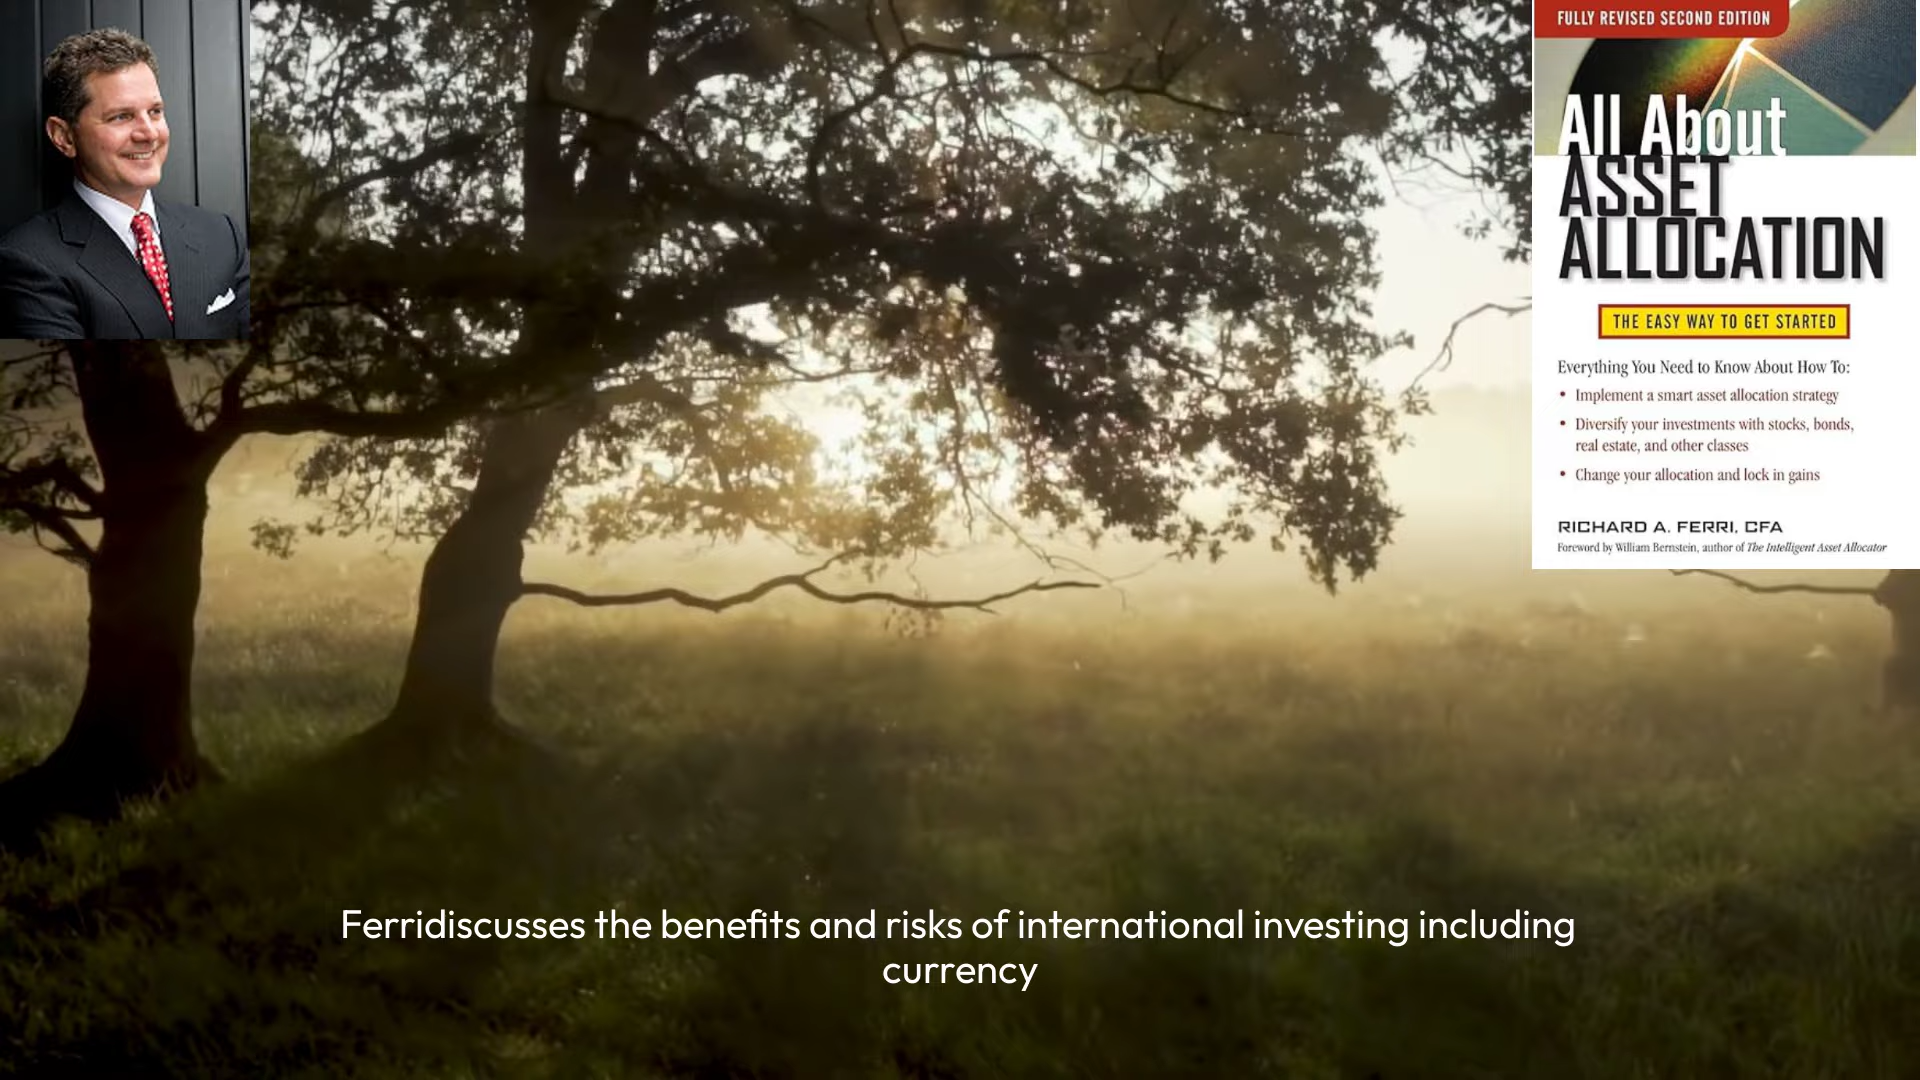 FULLY REVISED SECOND EDITION
All About
ASSET
ALLOCATION
THE EASY WAY TO GET STARTED
Everything You Need to Know About How To:
• Implement a smart asset allocation strategy
• Diversify your investments with stocks, bonds,
real estate, and other classes
• Change your allocation and lock in gains
RICHARD A. FERRI, CFA
Foreword by William Bernstein, author of The Intelligent Asset Allocator
Ferridiscusses the benefits and risks of international investing including
currency